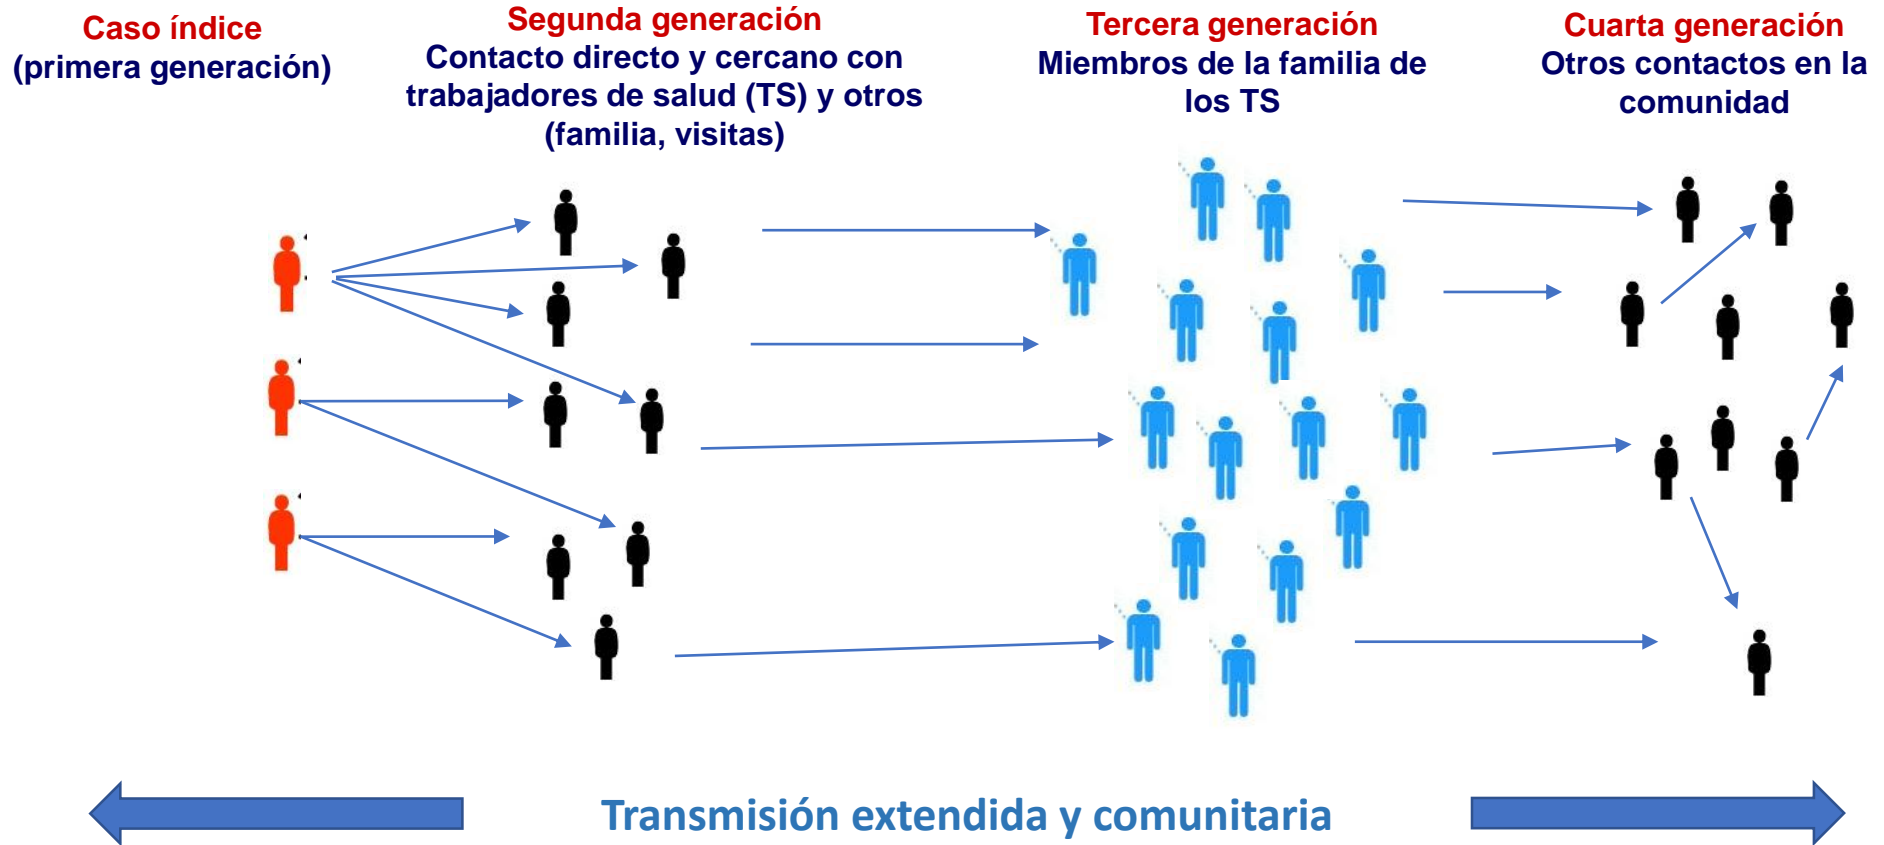 Caso índice
(primera generación)
Segunda generación
Contacto directo y cercano con
trabajadores de salud (TS) y otros
(familia, visitas)
Tercera generación
Miembros de la familia de
los TS
Cuarta generación
Otros contactos en la
comunidad
Transmisión extendida y comunitaria